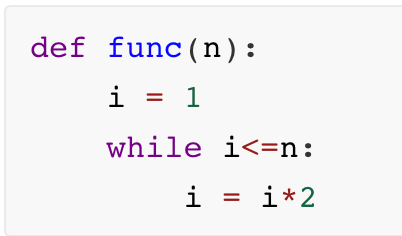 def func(n):
    i = 1
    while i<=n:
        i = i*2